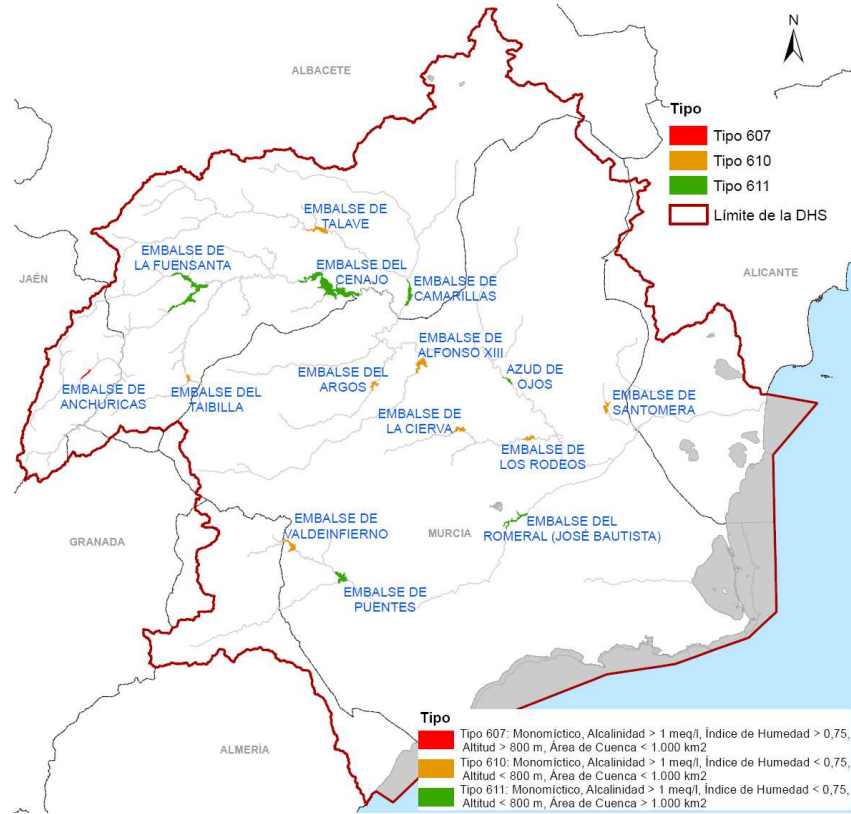 N
ALBACETE
Tipo
Tipo 607
Tipo 610
Tipo 611
Límite de la DHS
EMBALSE DE
TALAVE
EMBALSE DE
LA FUENSANTA
EMBALSE DEL
CENAJO
EMBALSE DE
CAMARILLAS
JAÉN
ALICANTE
EMBALSE DE
ALFONSO XIII
EMBALSE DEL
ARGOS
AZUD DE
OJOS
EMBALSE DE
ANCHURICAS
EMBALSE DEL
TAIBILLA
EMBALSE DE
SANTOMERA
EMBALSE DE
LA CIERVA
EMBALSE DE
LOS RODEOS
EMBALSE DE
VALDEINFIERNO
MURCIA
EMBALSE DEL
ROMERAL (JOSÉ BAUTISTA)
GRANADA
EMBALSE DE
PUENTES
ALMERÍA
Tipo
Tipo 607: Monomíctico, Alcalinidad > 1 meq/l, Índice de Humedad > 0,75,
Altitud > 800 m, Área de Cuenca < 1.000 km2
Tipo 610: Monomíctico, Alcalinidad > 1 meq/l, Índice de Humedad < 0,75,
Altitud < 800 m, Área de Cuenca < 1.000 km2
Tipo 611: Monomíctico, Alcalinidad > 1 meq/l, Índice de Humedad < 0,75,
Altitud < 800 m, Área de Cuenca > 1.000 km2